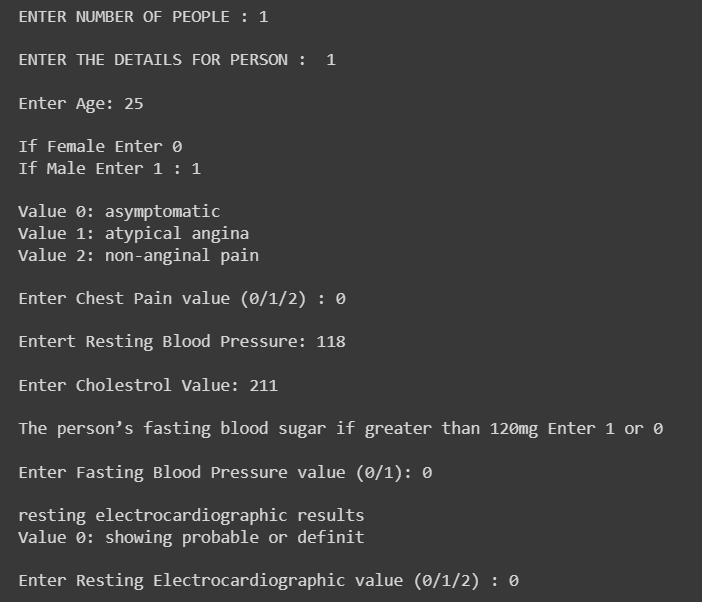 ENTER NUMBER OF PEOPLE : 1
ENTER THE DETAILS FOR PERSON :  1
Enter Age: 25
If Female Enter 0
If Male Enter 1 : 1
Value 0: asymptomatic
Value 1: atypical angina
Value 2: non-anginal pain
Enter Chest Pain value (0/1/2) : 0
Entert Resting Blood Pressure: 118
Enter Cholestrol Value: 211
The person’s fasting blood sugar if greater than 120mg Enter 1 or 0
Enter Fasting Blood Pressure value (0/1): 0
resting electrocardiographic results
Value 0: showing probable or definit
Enter Resting Electrocardiographic value (0/1/2) : 0